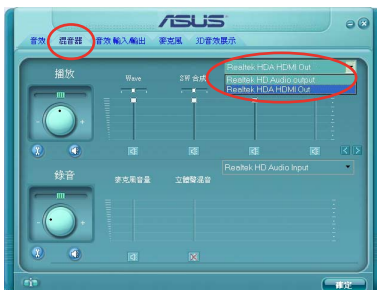 ASUS
音效 混音器 音效輸入/輸出 麥克風 3D音效展示
播放
Wave
SW 合成
Realtek HDA HDMI Out
Realtek HD Audio output
Realtek HDA HDMI Out
錄音
麥克風音量
立體聲混音
Realtek HD Audio Input
確定